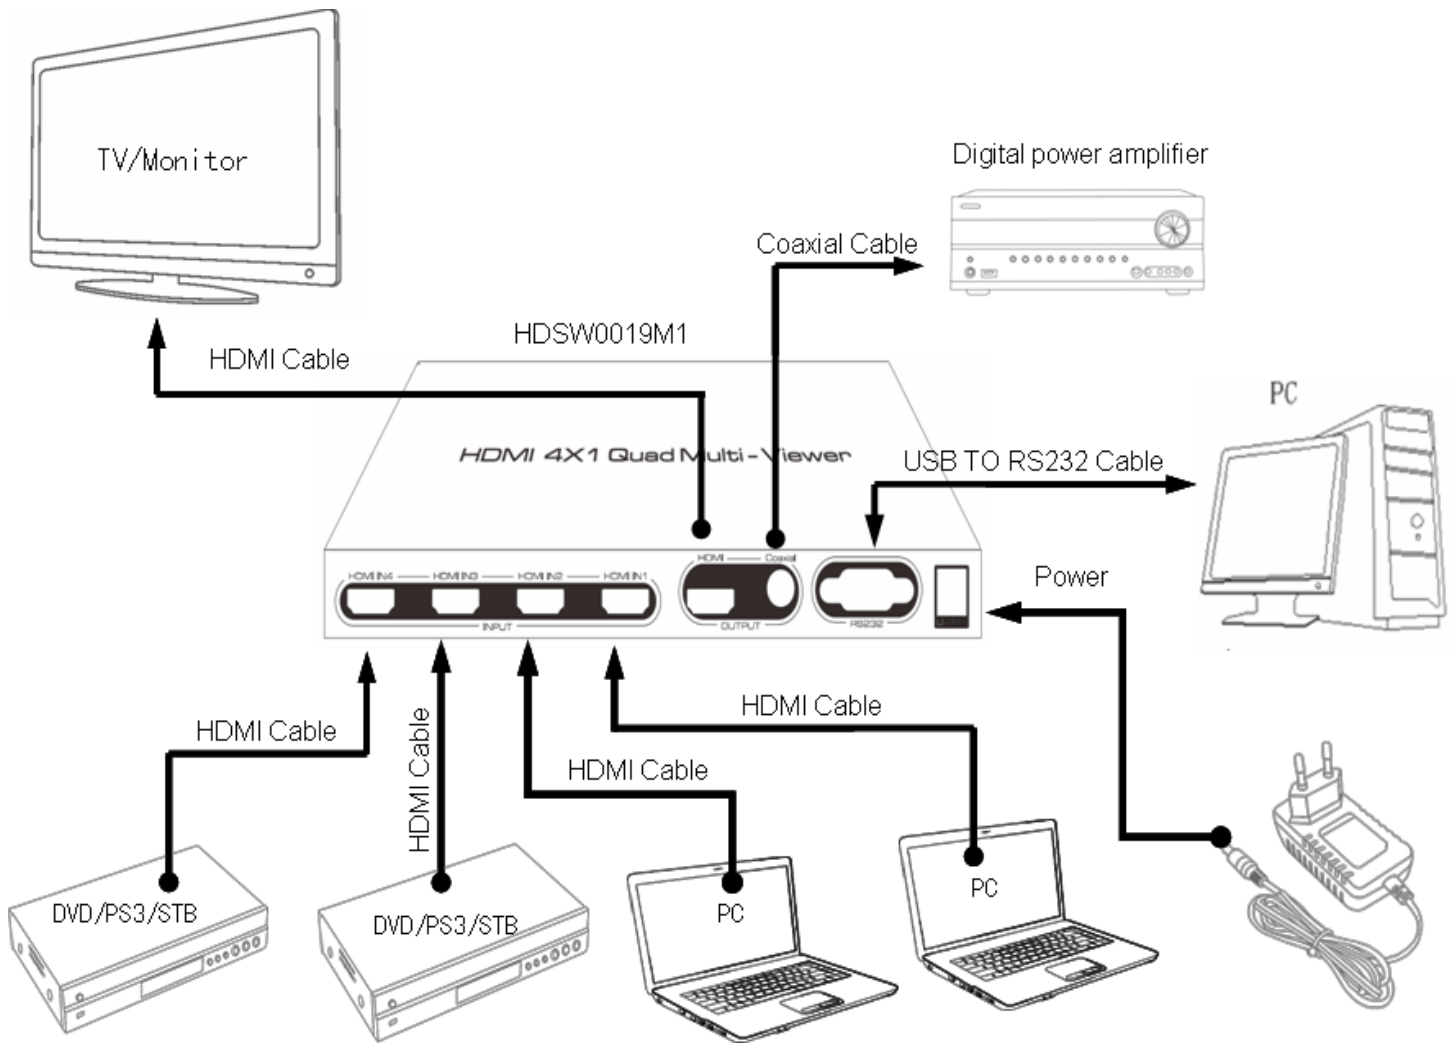 TV/Monitor
Digital power amplifier
Coaxial Cable
HDSW0019M1
HDMI Cable
PC
HDMI 4X1 Quad Multi-Viewer
USB TO RS232 Cable
HDMI Coaxial
Power
HDMI IN4 HDMI IN3 HDMI IN2 HDMI IN1
INPUT
OUTPUT
RS232
HDMI Cable
HDMI Cable
HDMI Cable
HDMI Cable
DVD/PS3/STB
DVD/PS3/STB
PC
PC